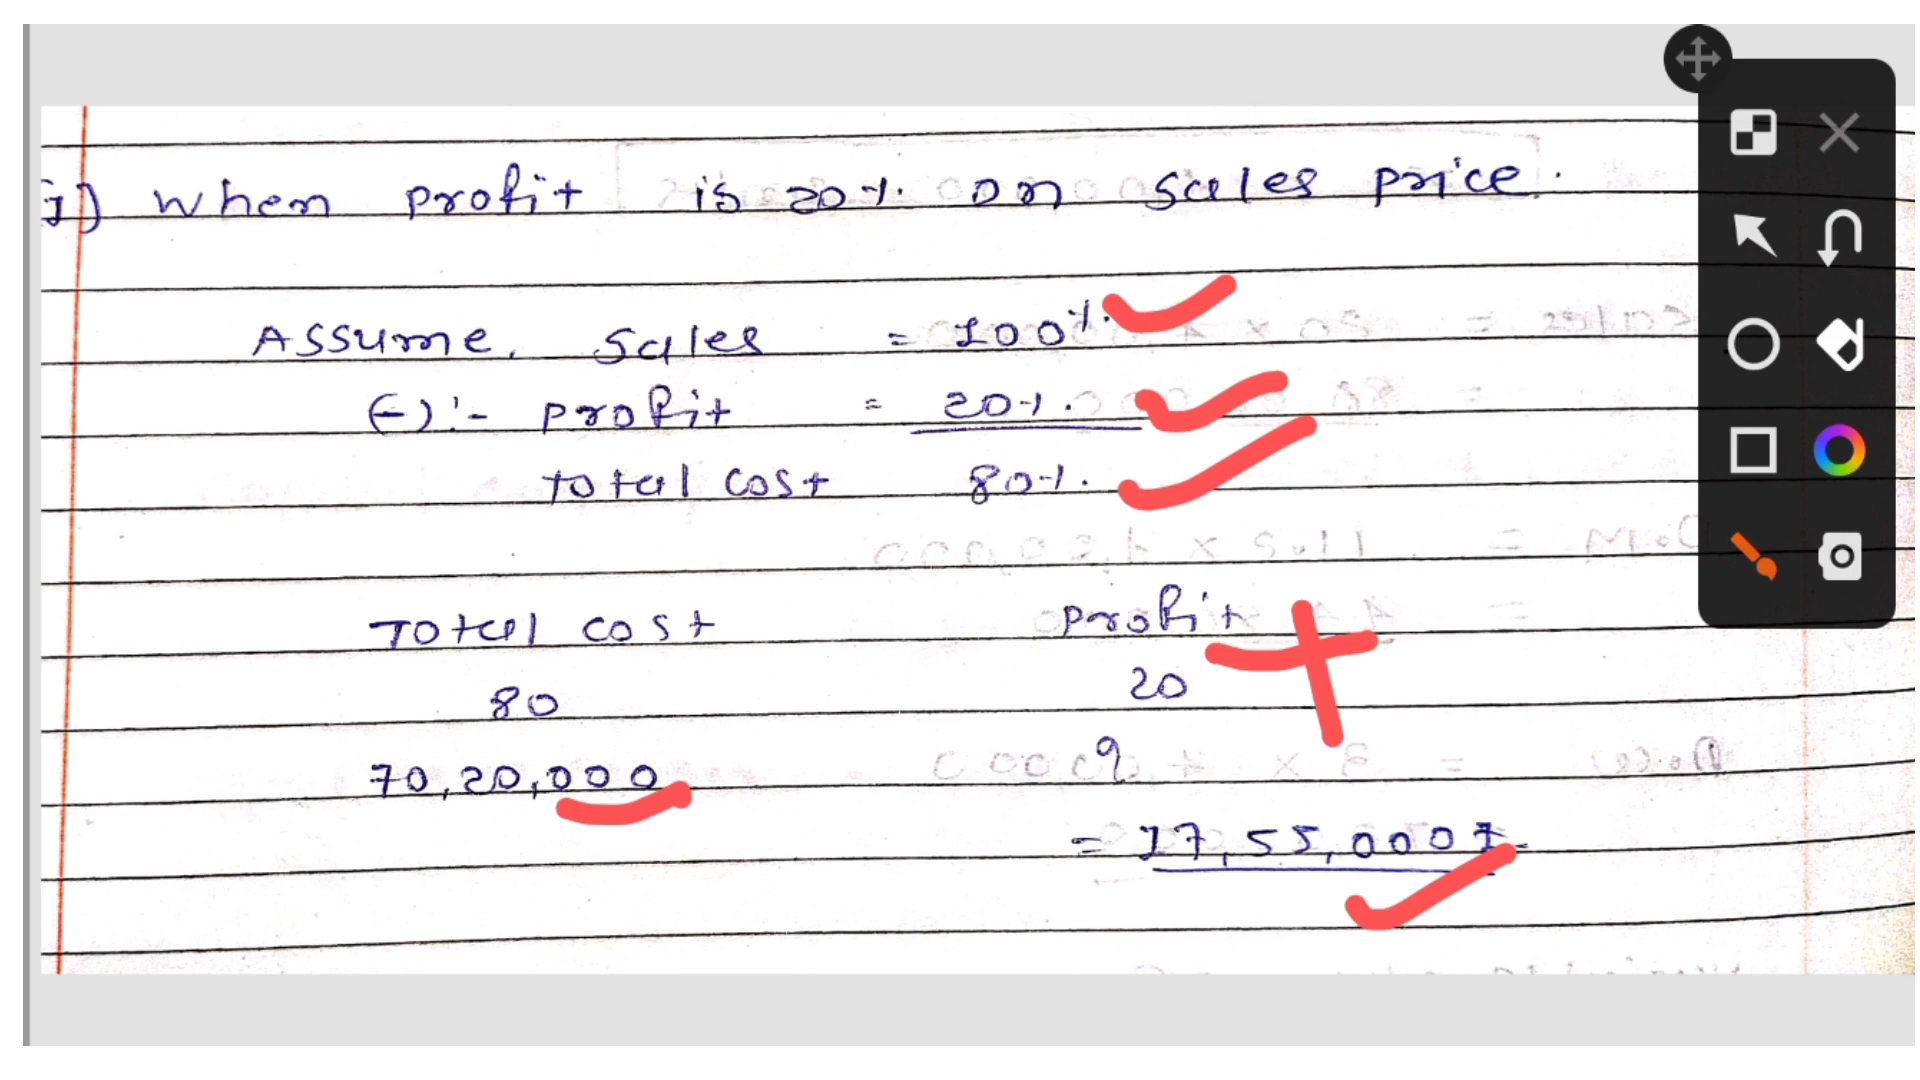 1) When profit is 20%. on sales price.
Assume, Sales = 100%.
(-):- profit = 20%.
total cost 80%.
Total cost profit
80 20
70,20,000 ?
= 17,55,000